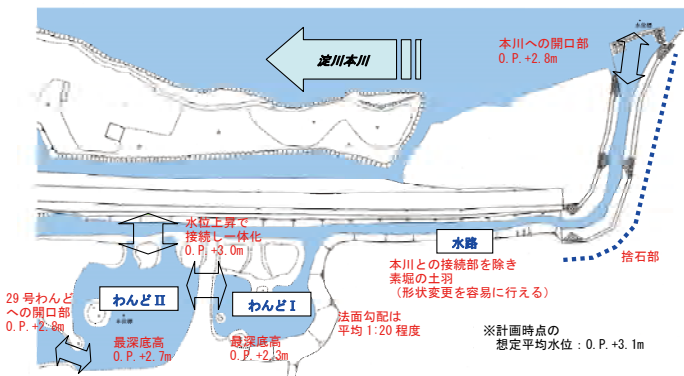 本川への開口部
O.P.+2.8m
淀川本川
水位上昇で
接続し一体化
O.P.+3.0m
水路
本川との接続部を除き
素堀の土羽
（形状変更を容易に行える）
捨石部
29号わんど
への開口部
O.P.+2.8m
わんどⅡ
わんどⅠ
最深底高
O.P.+2.7m
最深底高
O.P.+2.3m
法面勾配は
平均1:20程度
※計画時点の
想定平均水位：O.P.+3.1m